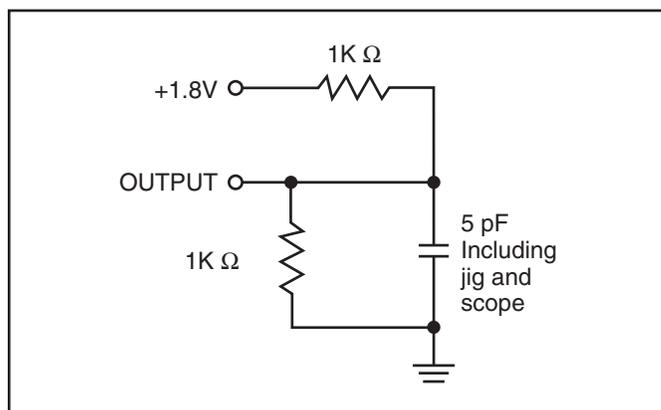 1K Ω
+1.8V
OUTPUT
1K Ω
5 pF
Including
jig and
scope